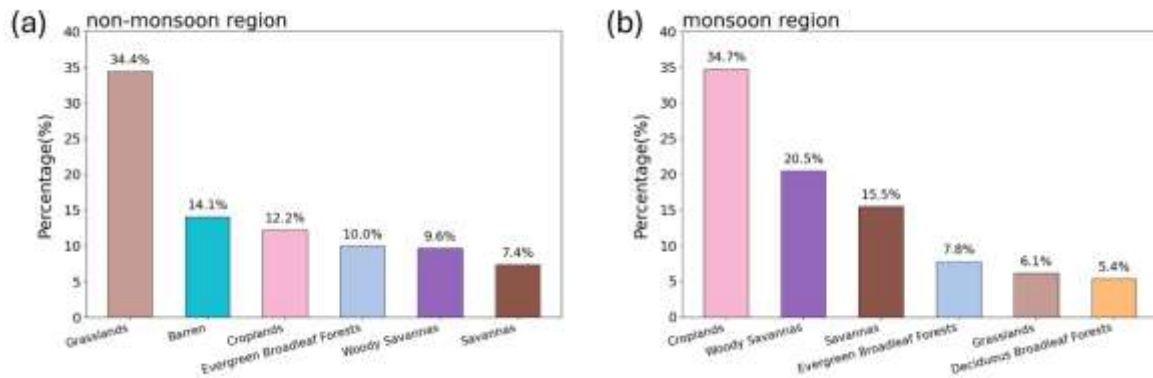 (a) non-monsoon region
Percentage(%)
40
35
30
25
20
15
10
5
0
34.4%
14.1%
12.2%
10.0%
9.6%
7.4%
Grasslands
Barren
Croplands
Evergreen Broadleaf Forests
Woody Savannas
Savannas
(b) monsoon region
Percentage(%)
40
35
30
25
20
15
10
5
0
34.7%
20.5%
15.5%
7.8%
6.1%
5.4%
Croplands
Woody Savannas
Savannas
Evergreen Broadleaf Forests
Grasslands
Deciduous Broadleaf Forests